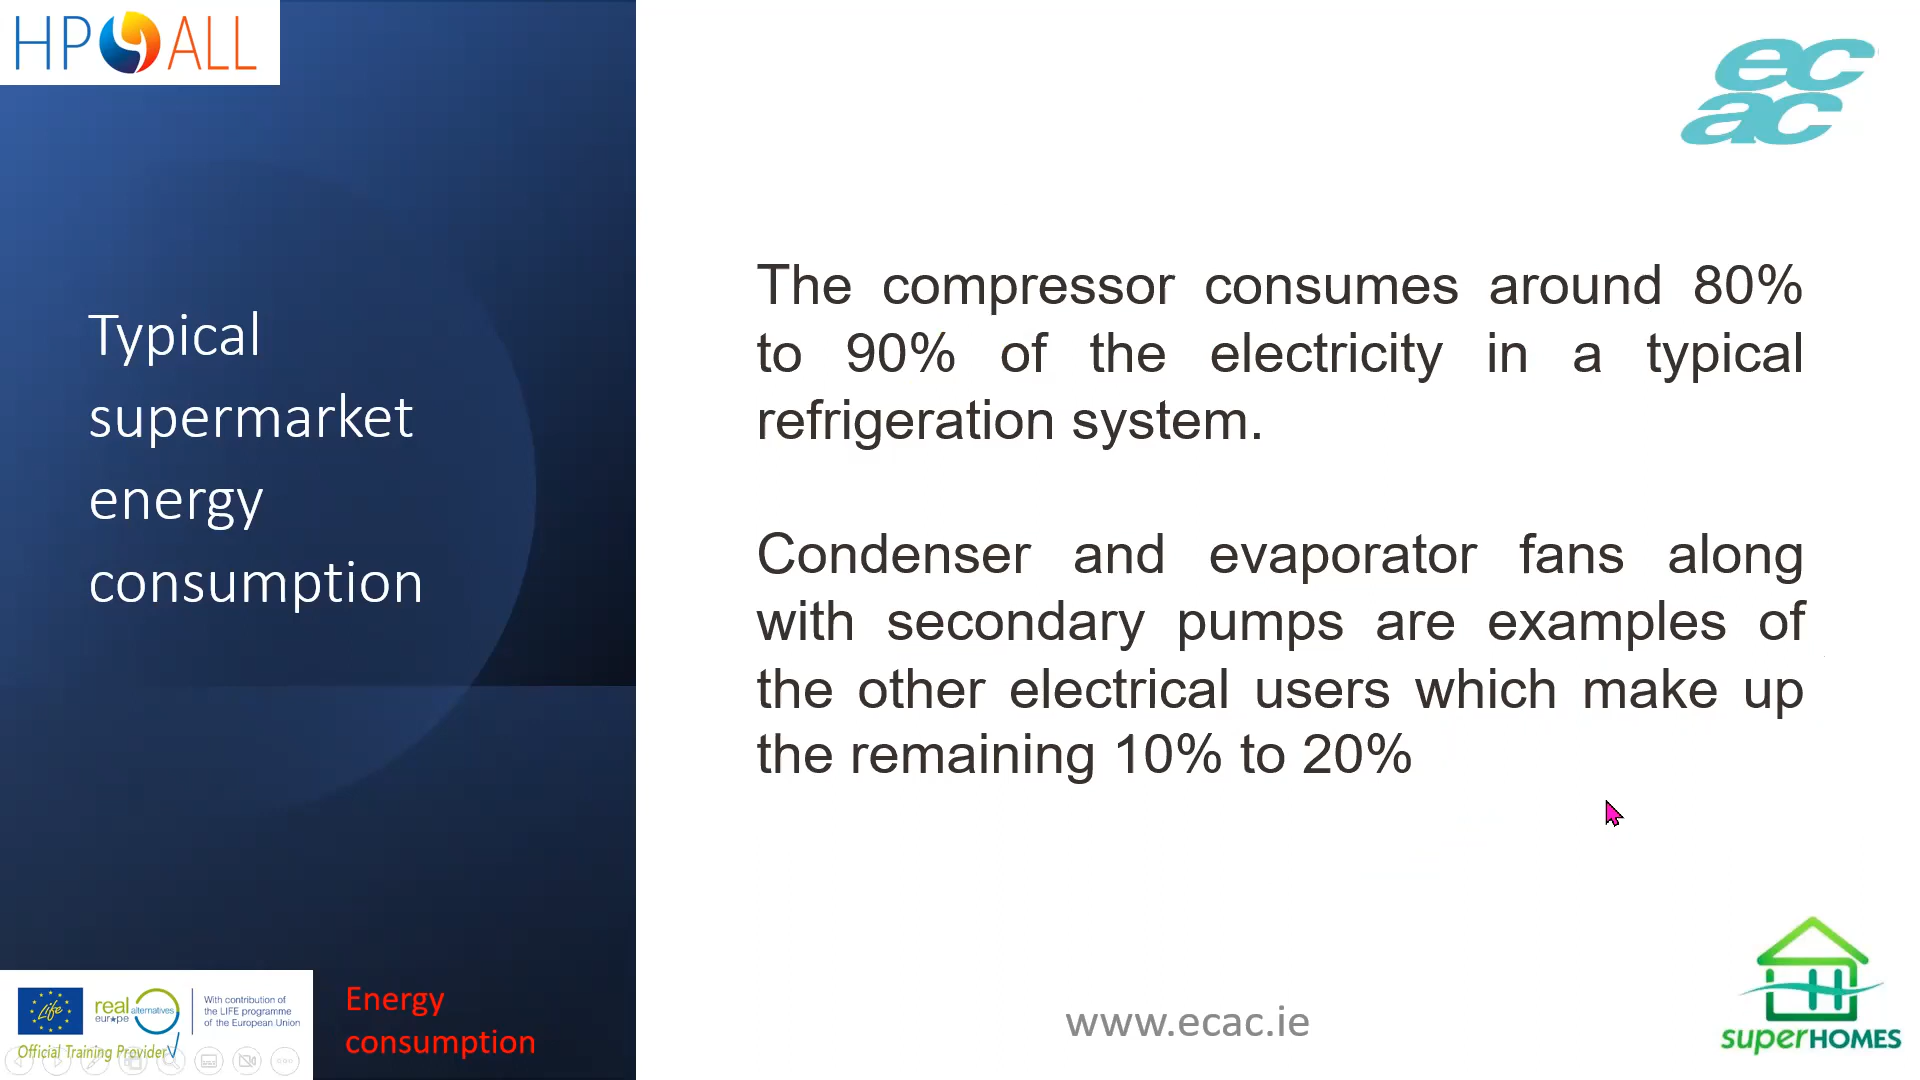 HP4ALL
ec
ac
Typical
supermarket
energy
consumption
The compressor consumes around 80%
to 90% of the electricity in a typical
refrigeration system.
Condenser and evaporator fans along
with secondary pumps are examples of
the other electrical users which make up
the remaining 10% to 20%
Life
real
alternatives
europe
With contribution of
the LIFE programme
of the European Union
Official Training Provider
Energy
consumption
www.ecac.ie
superHOMES